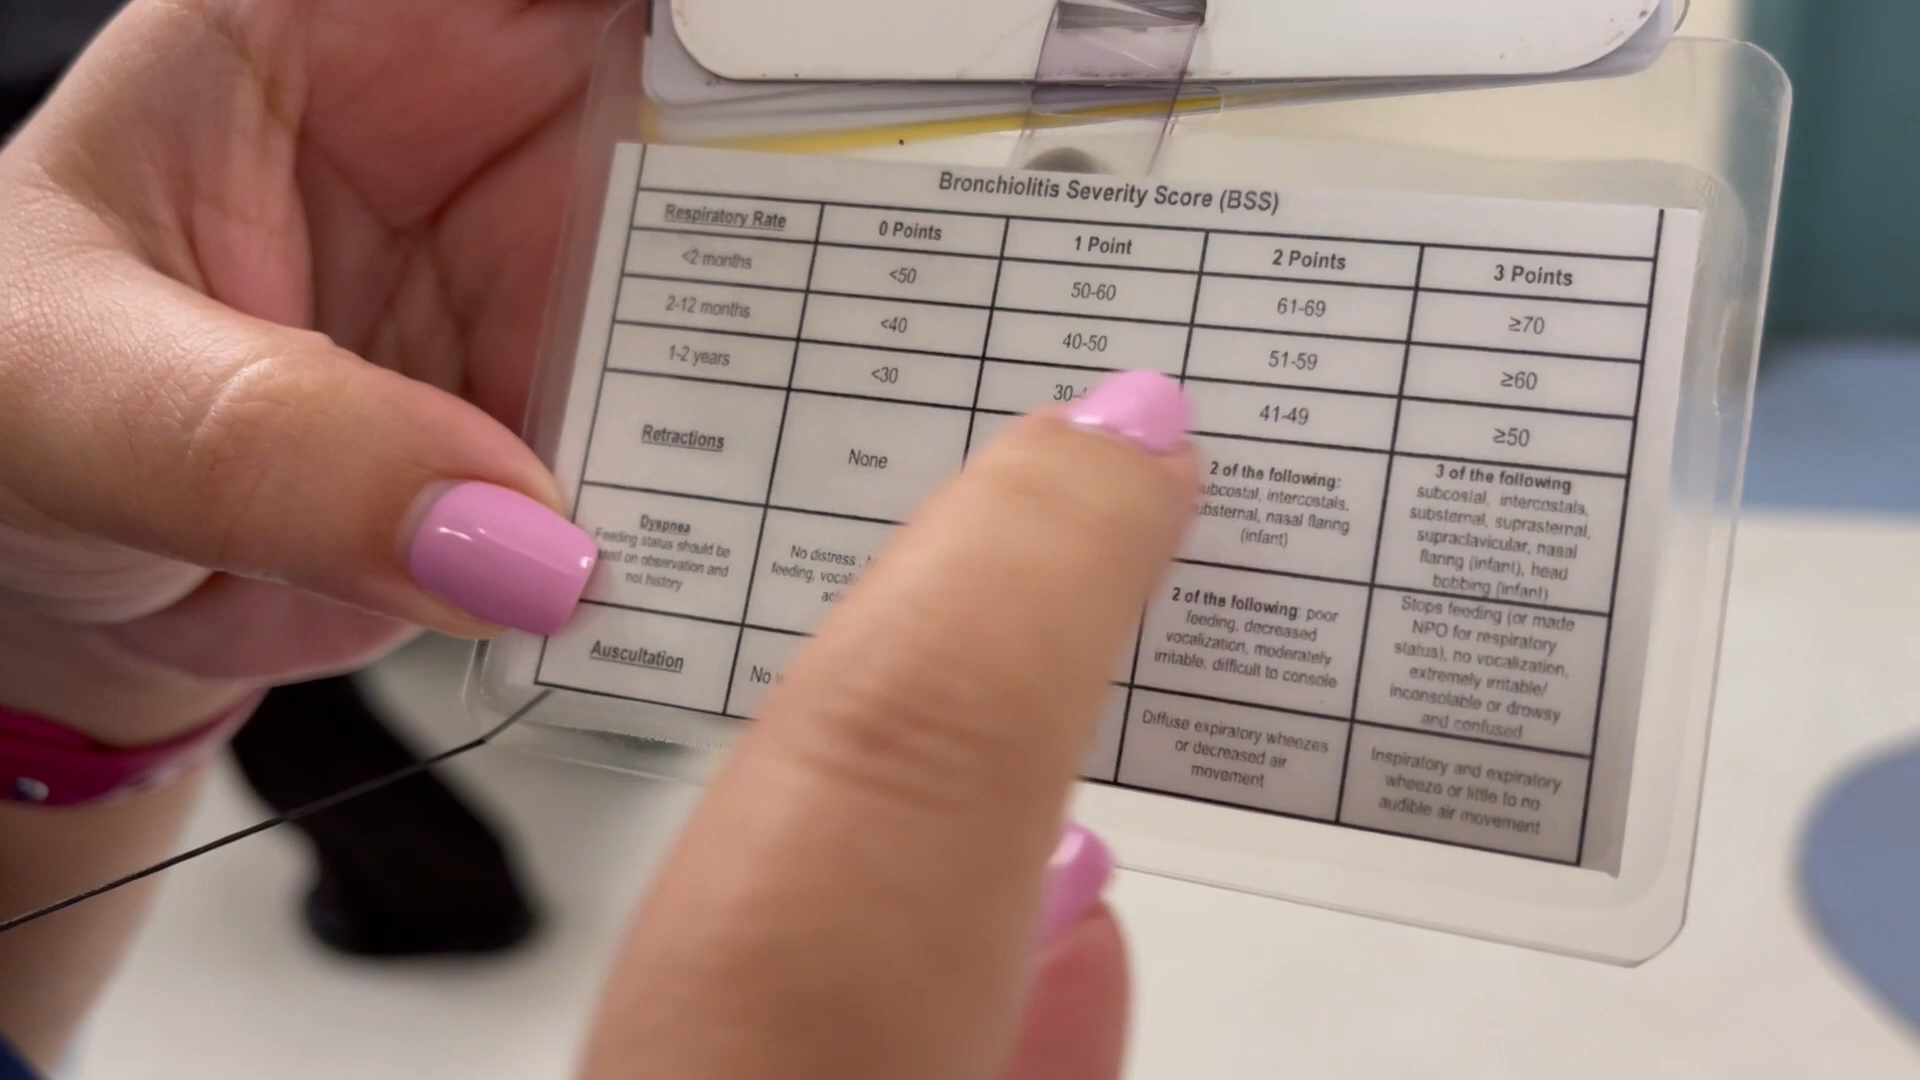 Bronchiolitis Severity Score (BSS)
Respiratory Rate
0 Points
1 Point
2 Points
3 Points
<2 months
<50
50-60
61-69
≥70
2-12 months
<40
40-50
51-59
≥60
1-2 years
<30
30-
41-49
≥50
Retractions
None
2 of the following:
subcostal, intercostals,
substernal, nasal flaring
(infant)
3 of the following
subcostal, intercostals,
substernal, suprasternal,
supraclavicular, nasal
flaring (infant), head
bobbing (infant)
Dyspnea
Feeding status should be
on observation and
not history
No distress
feeding,
2 of the following: poor
feeding, decreased
vocalization, moderately
irritable, difficult to console
Stops feeding (or made
NPO for respiratory
status), no vocalization,
extremely irritable/
inconsolable or drowsy
and confused
Auscultation
No
Diffuse expiratory wheezes
or decreased air
movement
Inspiratory and expiratory
wheeze or little to no
audible air movement